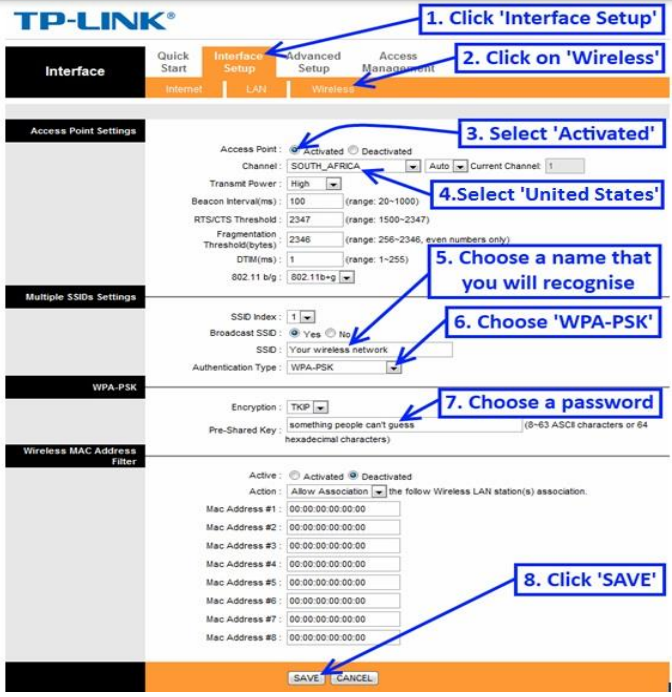 TP-LINK®
1. Click 'Interface Setup'
Interface
Quick Start
Interface Setup
Advanced Setup
Access Management
2. Click on 'Wireless'
Internet
LAN
Wireless
Access Point Settings
3. Select 'Activated'
Access Point : Activated Deactivated
Channel : SOUTH_AFRICA Auto Current Channel: 1
Transmit Power : High
4.Select 'United States'
Beacon Interval(ms) : 100 (range: 20~1000)
RTS/CTS Threshold : 2347 (range: 1500~2347)
Fragmentation
Threshold(bytes) : 2346 (range: 256~2346, even numbers only)
DTIM(ms) : 1 (range: 1~255)
802.11 b/g : 802.11b+g
5. Choose a name that
you will recognise
Multiple SSIDs Settings
SSID Index : 1
Broadcast SSID : Yes No
6. Choose 'WPA-PSK'
SSID : Your wireless network
Authentication Type : WPA-PSK
WPA-PSK
Encryption : TKIP
7. Choose a password
Pre-Shared Key : something people can't guess (8~63 ASCII characters or 64
hexadecimal characters)
Wireless MAC Address
Filter
Active : Activated Deactivated
Action : Allow Association the follow Wireless LAN station(s) association.
Mac Address #1 : 00:00:00:00:00:00
Mac Address #2 : 00:00:00:00:00:00
Mac Address #3 : 00:00:00:00:00:00
Mac Address #4 : 00:00:00:00:00:00
Mac Address #5 : 00:00:00:00:00:00
Mac Address #6 : 00:00:00:00:00:00
Mac Address #7 : 00:00:00:00:00:00
Mac Address #8 : 00:00:00:00:00:00
8. Click 'SAVE'
SAVE CANCEL